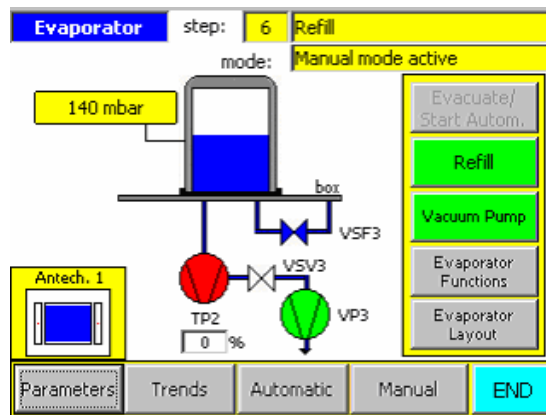 Evaporator step: 6 Refill
mode: Manual mode active
140 mbar
Evacuate/
Start Autom.
Refill
box
Vacuum Pump
VSF3
Antech. 1
VSV3
Evaporator
Functions
TP2
VP3
0 %
Evaporator
Layout
Parameters Trends Automatic Manual END